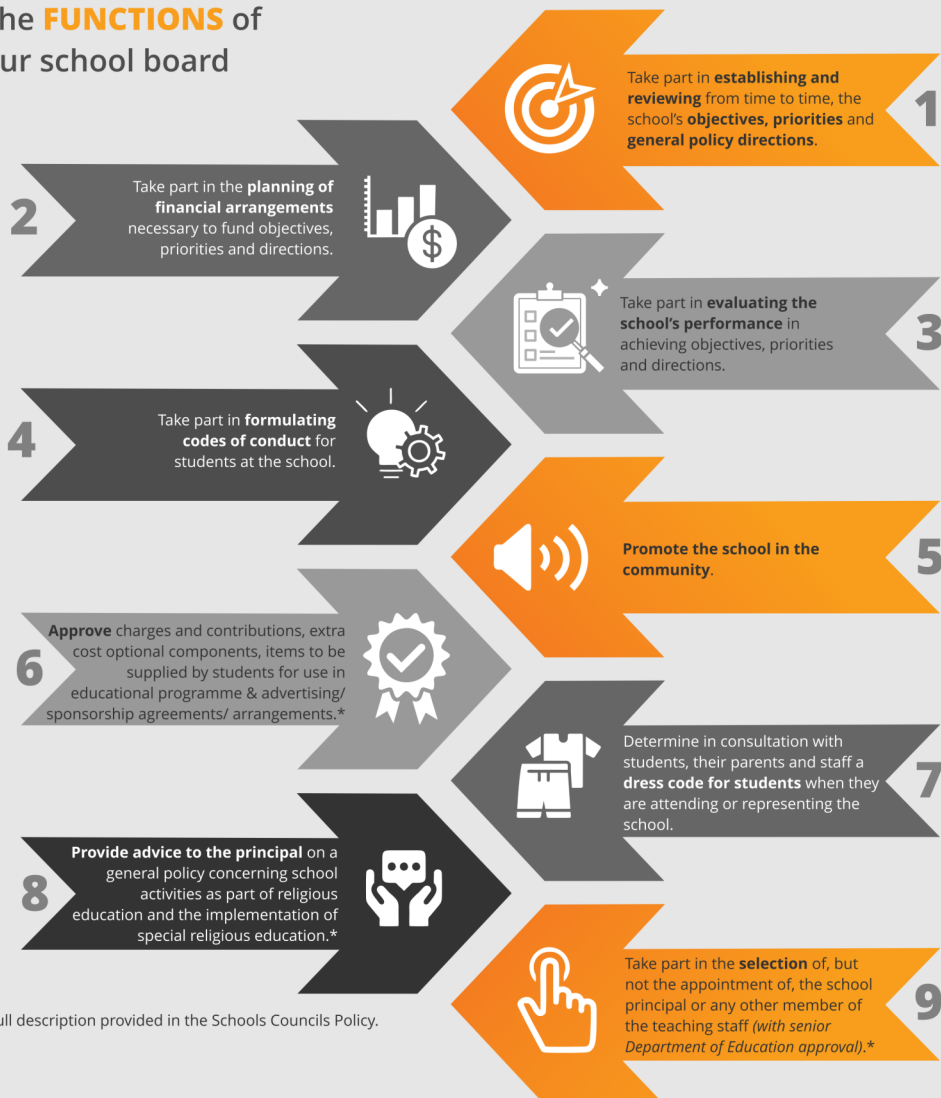 he FUNCTIONS of
ur school board
Take part in establishing and
reviewing from time to time, the
school's objectives, priorities and
general policy directions.
1
2
Take part in the planning of
financial arrangements
necessary to fund objectives,
priorities and directions.
$
Take part in evaluating the
school's performance in
achieving objectives, priorities
and directions.
3
4
Take part in formulating
codes of conduct for
students at the school.
Promote the school in the
community.
5
6
Approve charges and contributions, extra
cost optional components, items to be
supplied by students for use in
educational programme & advertising/
sponsorship agreements/ arrangements.*
Determine in consultation with
students, their parents and staff a
dress code for students when they
are attending or representing the
school.
7
8
Provide advice to the principal on a
general policy concerning school
activities as part of religious
education and the implementation of
special religious education.*
Take part in the selection of, but
not the appointment of, the school
principal or any other member of
the teaching staff (with senior
Department of Education approval).*
9
ull description provided in the Schools Councils Policy.